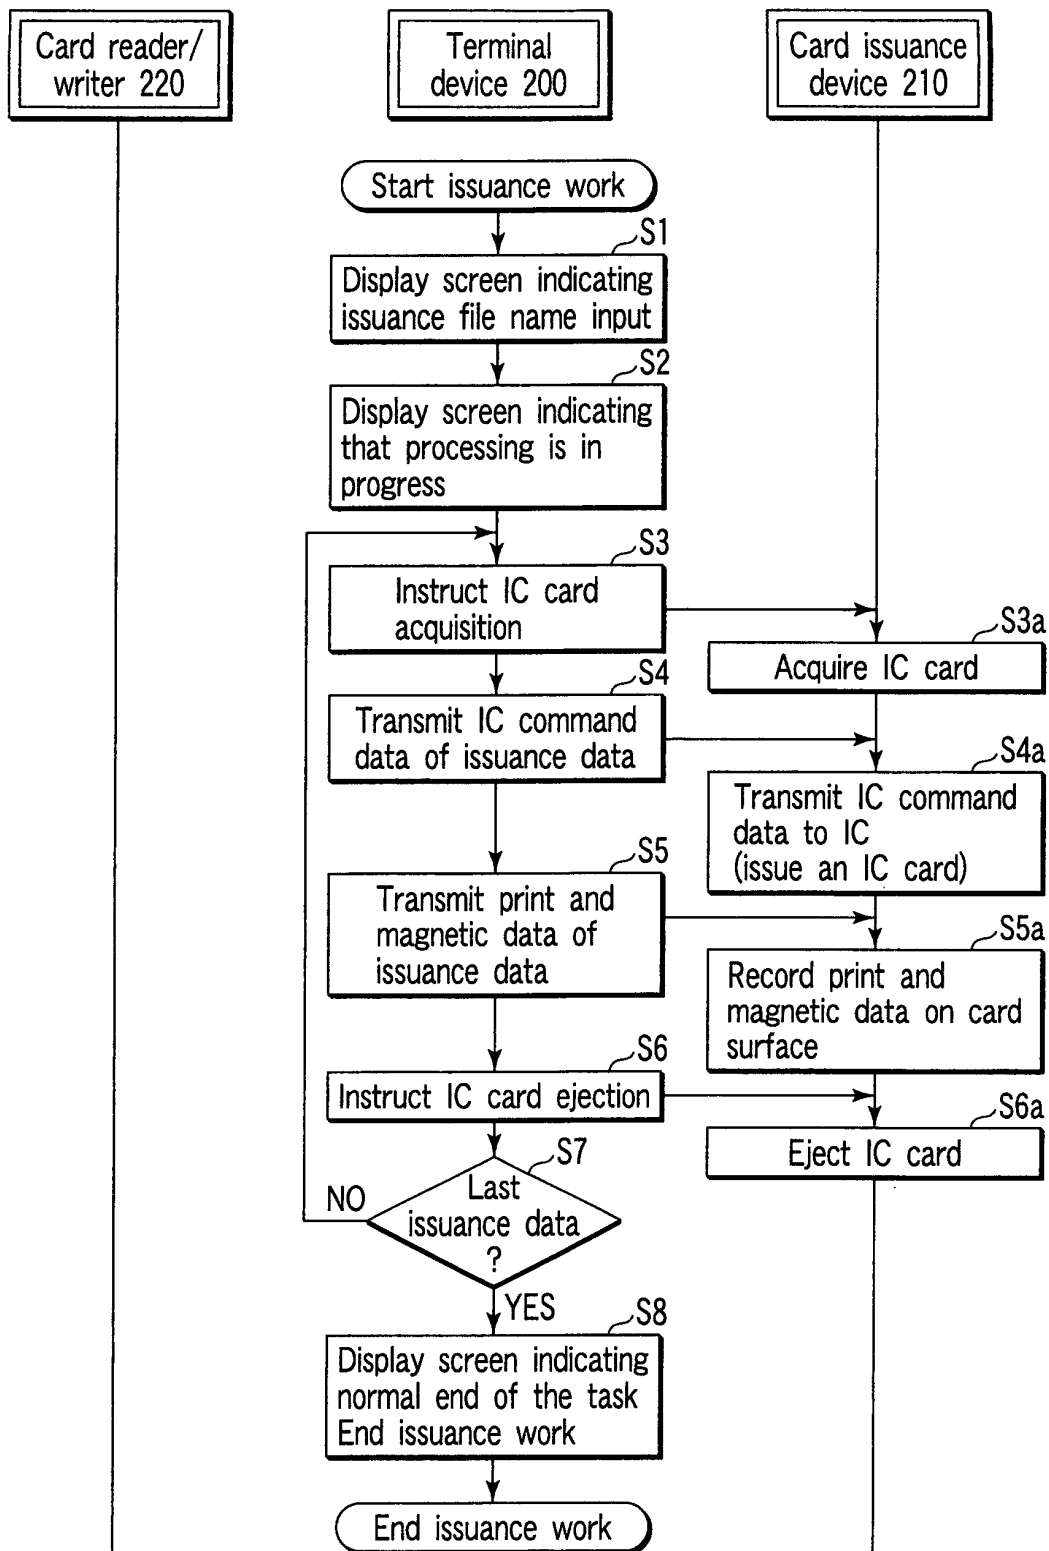 Card reader/
writer 220
Terminal
device 200
Card issuance
device 210
Start issuance work
S1
Display screen indicating
issuance file name input
S2
Display screen indicating
that processing is in
progress
S3
Instruct IC card
acquisition
S3a
Acquire IC card
S4
Transmit IC command
data of issuance data
S4a
Transmit IC command
data to IC
(issue an IC card)
S5
Transmit print and
magnetic data of
issuance data
S5a
Record print and
magnetic data on card
surface
S6
Instruct IC card ejection
S6a
Eject IC card
S7
Last
issuance data
?
NO
YES
S8
Display screen indicating
normal end of the task
End issuance work
End issuance work